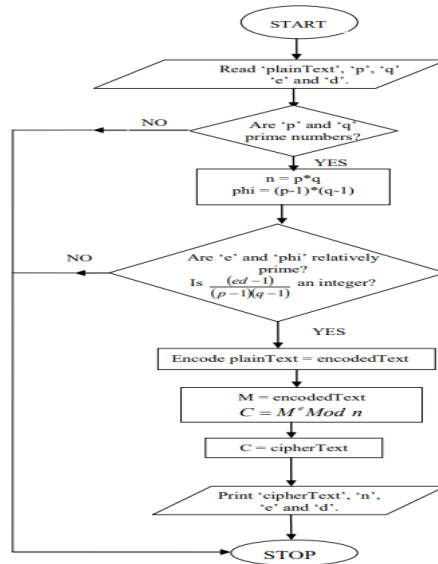 START
Read ‘plainText’, ‘p’, ‘q’
‘e’ and ‘d’.
NO
Are ‘p’ and ‘q’
prime numbers?
YES
n = p*q
phi = (p-1)*(q-1)
Are ‘e’ and ‘phi’ relatively
prime?
NO
Is (ed −1)/(p −1)(q −1) an integer?
YES
Encode plainText = encodedText
M = encodedText
C = M^e Mod n
C = cipherText
Print ‘cipherText’, ‘n’,
‘e’ and ‘d’.
STOP